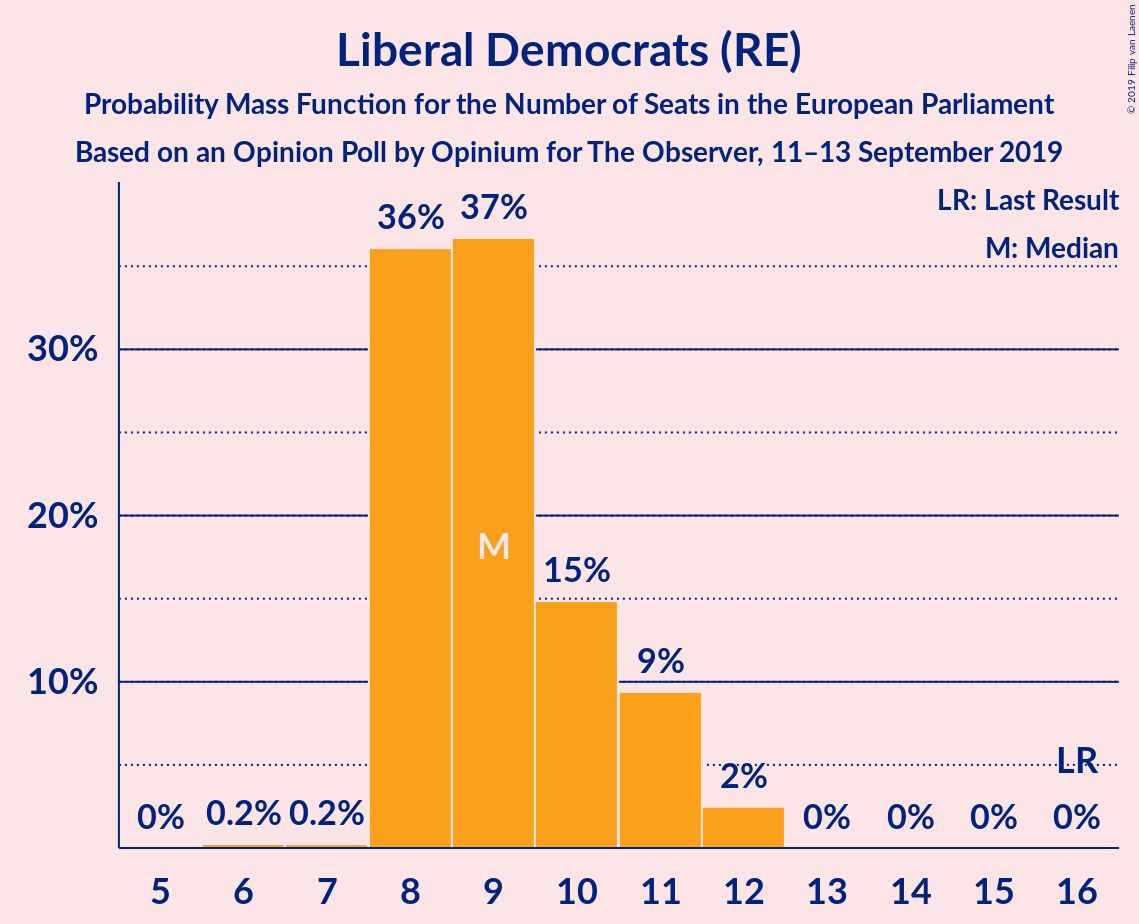 © 2019 Filip van Laenen
Liberal Democrats (RE)
Probability Mass Function for the Number of Seats in the European Parliament
Based on an Opinion Poll by Opinium for The Observer, 11–13 September 2019
LR: Last Result
M: Median
36% 37%
30%
20%
M
15%
10%
9%
LR
0% 0.2% 0.2% 2% 0% 0% 0% 0%
5 6 7 8 9 10 11 12 13 14 15 16